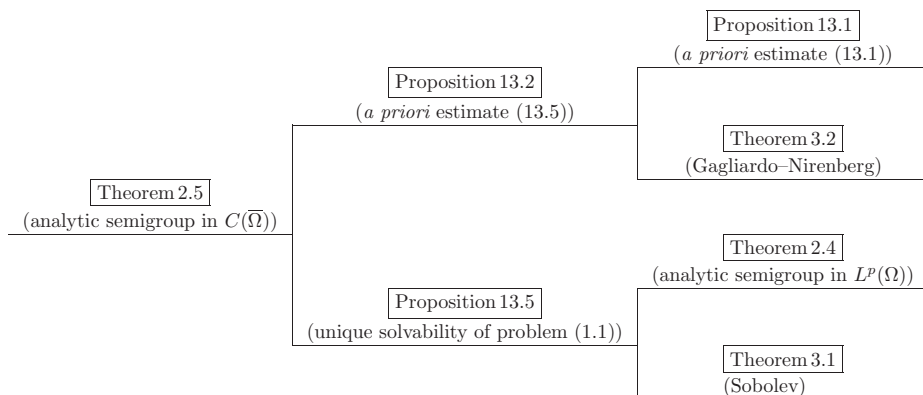 Proposition 13.1
(a priori estimate (13.1))
Proposition 13.2
(a priori estimate (13.5))
Theorem 3.2
(Gagliardo–Nirenberg)
Theorem 2.5
(analytic semigroup in C(Ω̅))
Theorem 2.4
(analytic semigroup in Lᵖ(Ω))
Proposition 13.5
(unique solvability of problem (1.1))
Theorem 3.1
(Sobolev)